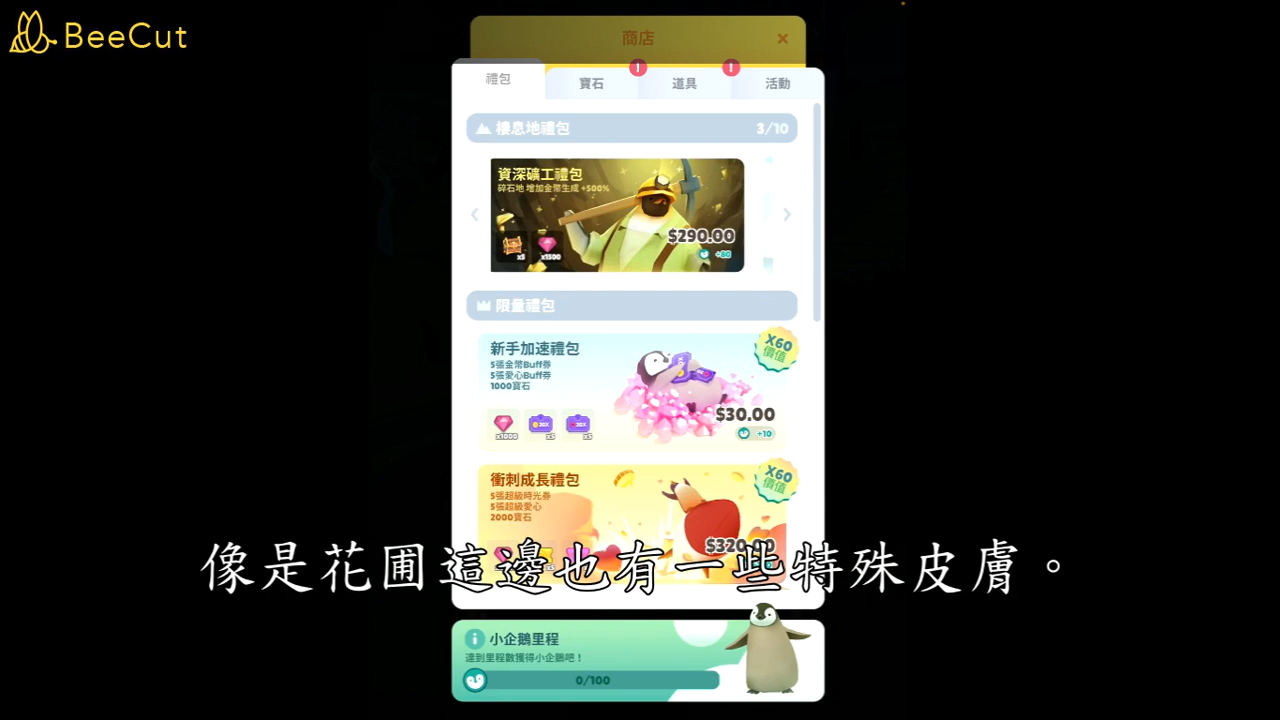 BeeCut
商店
禮包
寶石
道具
活動
棲息地禮包 3/10
資深礦工禮包
碎石地 增加金幣生成 +500%
$290.00
x5
x1500
+80
限量禮包
新手加速禮包
5張金幣Buff券
5張愛心Buff券
1000寶石
X60
價值
$30.00
x1000
x5
x5
+10
衝刺成長禮包
5張超級時光券
5張超級愛心
2000寶石
X60
價值
$320.00
像是花圃這邊也有一些特殊皮膚。
小企鵝里程
達到里程數獲得小企鵝吧！
0/100